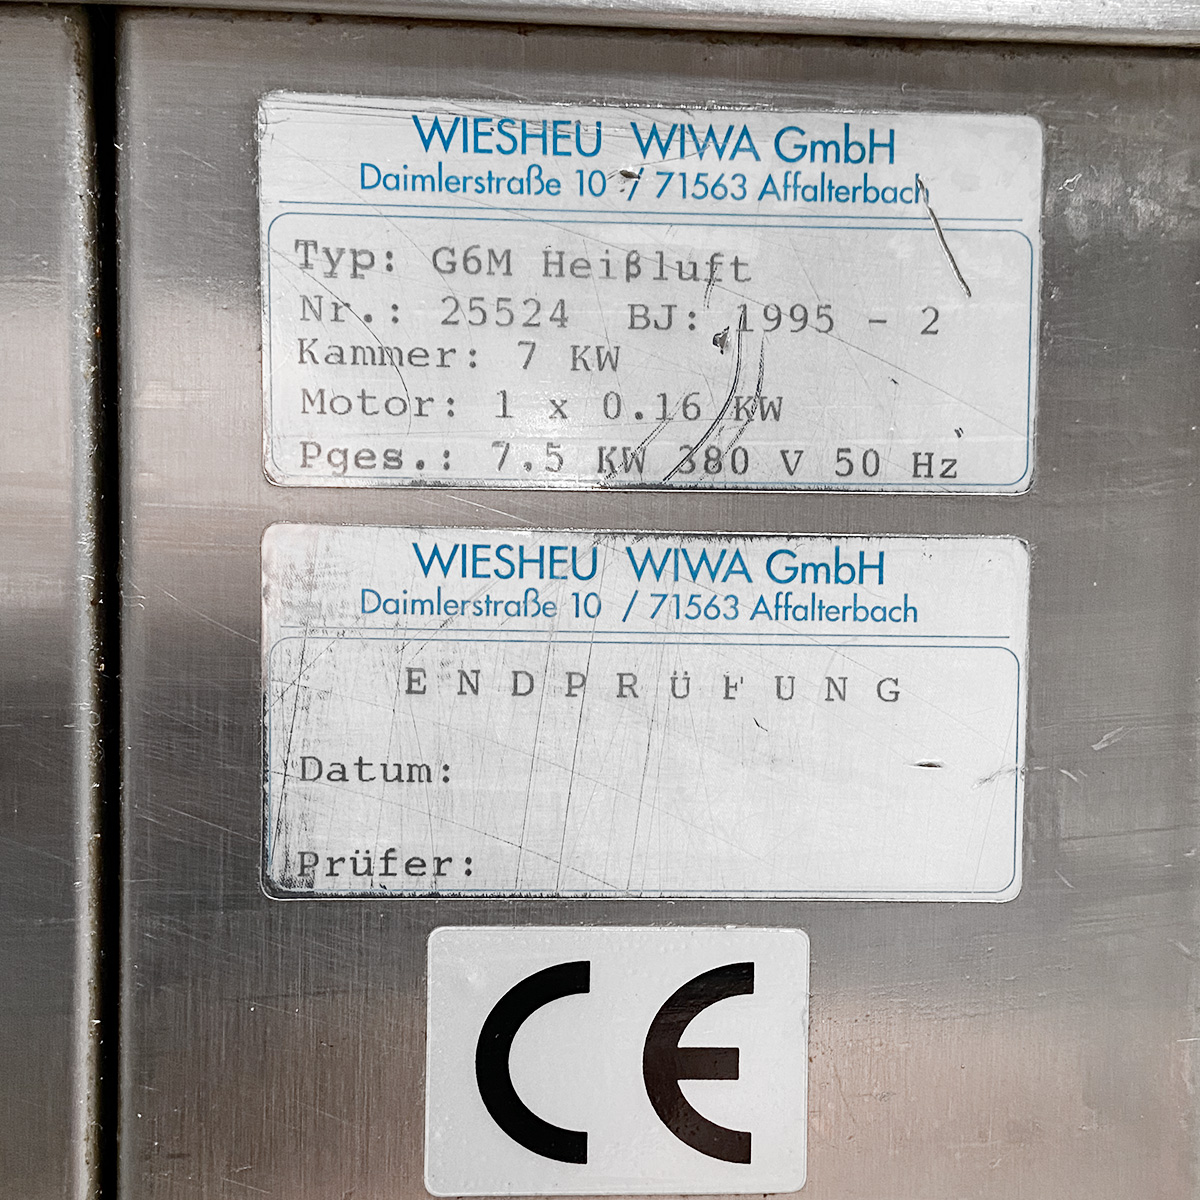 WIESHEU WIWA GmbH
Daimlerstraße 10 / 71563 Affalterbach
Typ: G6M Heißluft
Nr.: 25524 BJ: 1995 - 2
Kammer: 7 KW
Motor: 1 x 0.16 KW
Pges.: 7.5 KW 380 V 50 Hz
WIESHEU WIWA GmbH
Daimlerstraße 10 / 71563 Affalterbach
ENDPRÜFUNG
Datum:
Prüfer:
CE